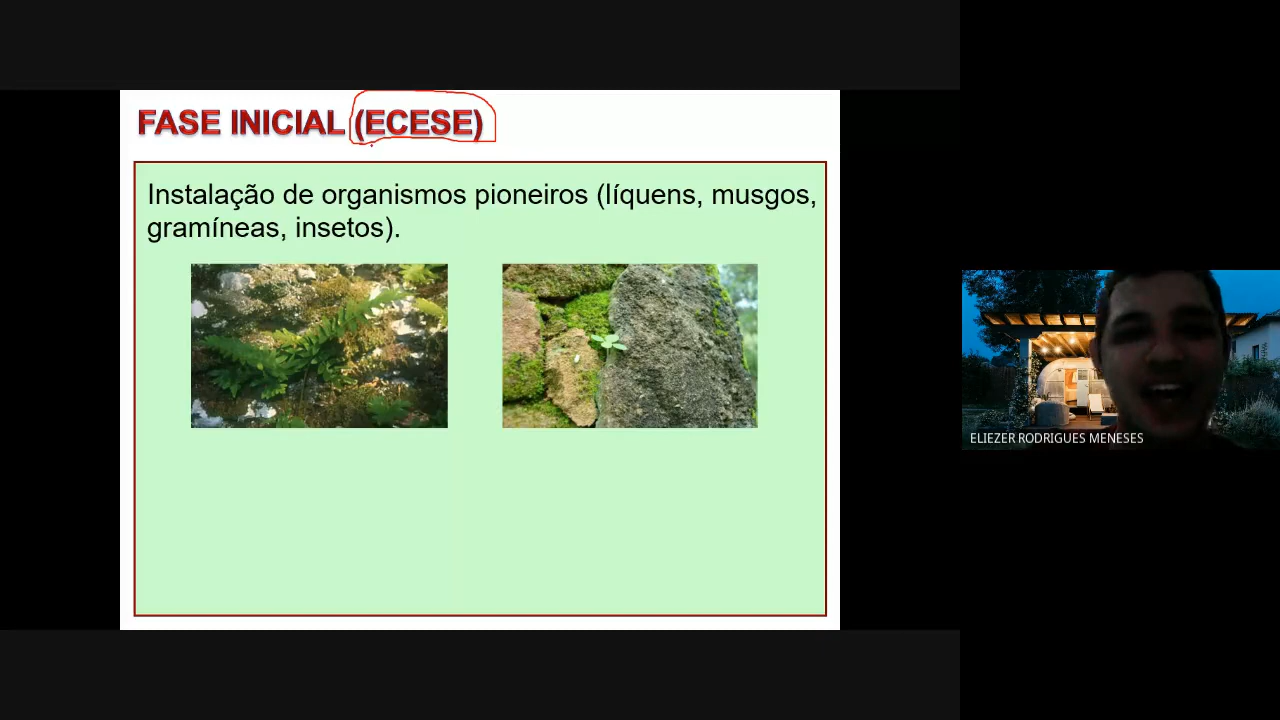 FASE INICIAL (ECESE)
Instalação de organismos pioneiros (líquens, musgos,
gramíneas, insetos).
ELIEZER RODRIGUES MENESES